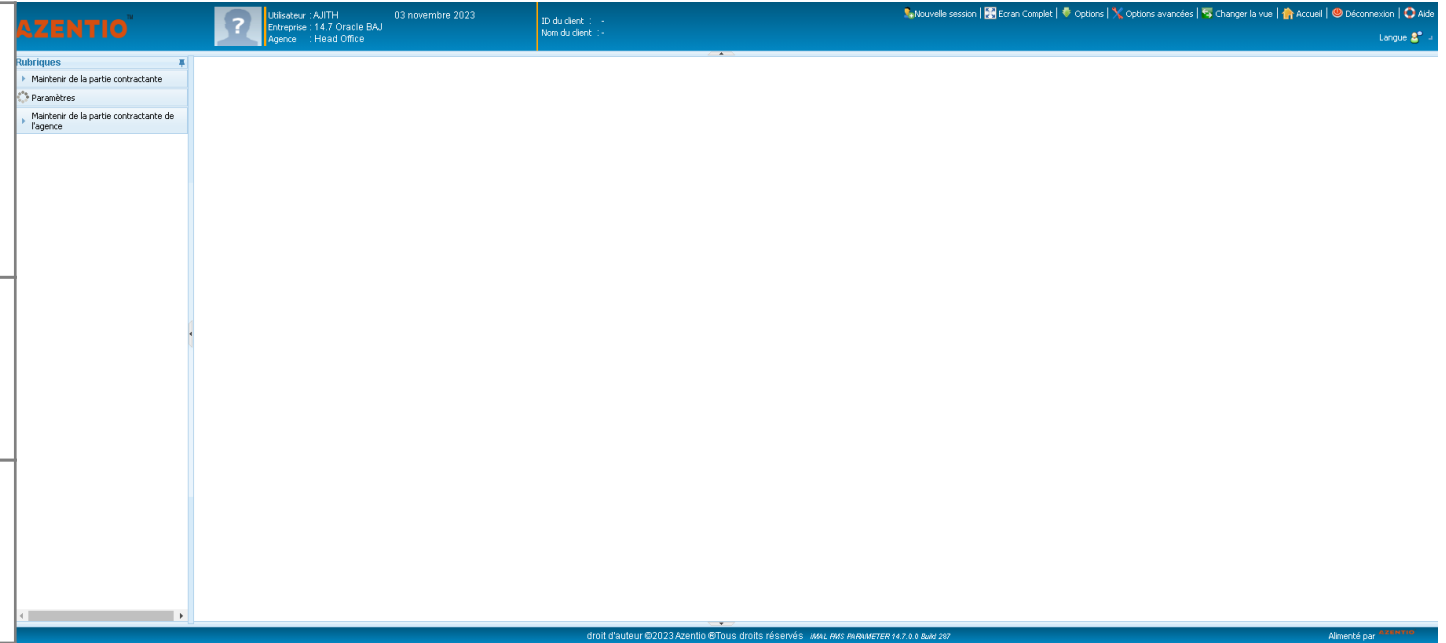 AZENTIO™
Utilisateur : AJITH 03 novembre 2023
Entreprise : 14.7 Oracle BAJ
Agence : Head Office
ID du client : -
Nom du client : -
Nouvelle session | Ecran Complet | Options | Options avancées | Changer la vue | Accueil | Déconnexion | Aide
Langue
Rubriques
Maintenir de la partie contractante
Paramètres
Maintenir de la partie contractante de
l'agence
droit d'auteur ©2023 Azentio ®Tous droits réservés IMAL RMS PARAMETER 14.7.0.0 Build 287
Alimenté par AZENTIO